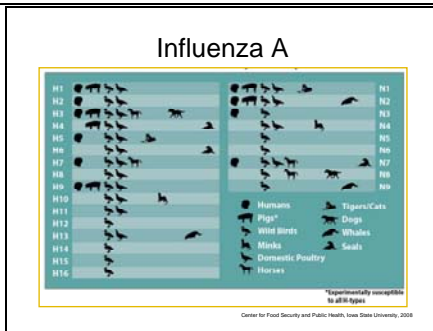 Influenza A
H1
H2
H3
H4
H5
H6
H7
H8
H9
H10
H11
H12
H13
H14
H15
H16
N1
N2
N3
N4
N5
N6
N7
N8
N9
Humans
Pigs*
Wild Birds
Minks
Domestic Poultry
Horses
Tigers/Cats
Dogs
Whales
Seals
*Experimentally susceptible
to all H-types
Center for Food Security and Public Health, Iowa State University, 2008